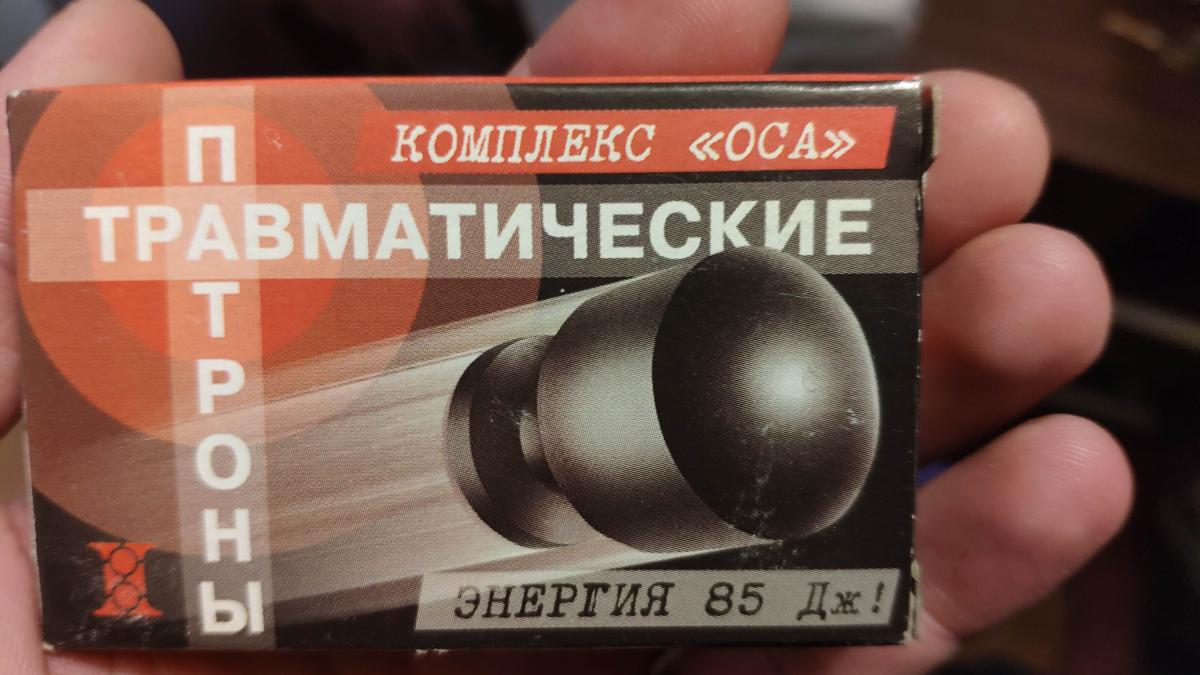 КОМПЛЕКС «ОСА»
ТРАВМАТИЧЕСКИЕ
ПАТРОНЫ
ЭНЕРГИЯ 85 Дж!